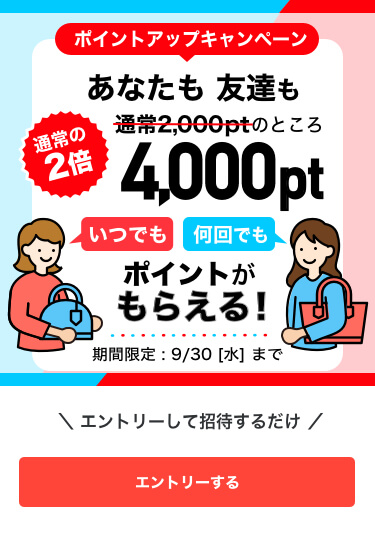 ポイントアップキャンペーン
あなたも 友達も
通常の
2倍
通常2,000ptのところ
4,000pt
いつでも
何回でも
ポイントが
もらえる!
期間限定:9/30 [水] まで
\ エントリーして招待するだけ /
エントリーする